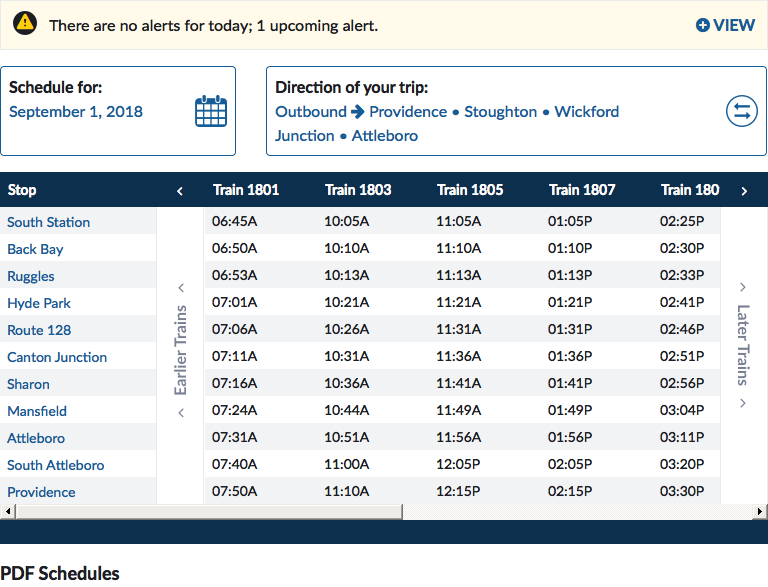 There are no alerts for today; 1 upcoming alert. VIEW
Schedule for:
September 1, 2018
Direction of your trip:
Outbound Providence • Stoughton • Wickford
Junction • Attleboro
Stop Train 1801 Train 1803 Train 1805 Train 1807 Train 180
South Station 06:45A 10:05A 11:05A 01:05P 02:25P
Back Bay 06:50A 10:10A 11:10A 01:10P 02:30P
Ruggles 06:53A 10:13A 11:13A 01:13P 02:33P
Hyde Park 07:01A 10:21A 11:21A 01:21P 02:41P
Route 128 07:06A 10:26A 11:31A 01:31P 02:46P
Canton Junction 07:11A 10:31A 11:36A 01:36P 02:51P
Sharon 07:16A 10:36A 11:41A 01:41P 02:56P
Mansfield 07:24A 10:44A 11:49A 01:49P 03:04P
Attleboro 07:31A 10:51A 11:56A 01:56P 03:11P
South Attleboro 07:40A 11:00A 12:05P 02:05P 03:20P
Providence 07:50A 11:10A 12:15P 02:15P 03:30P
Earlier Trains
Later Trains
PDF Schedules